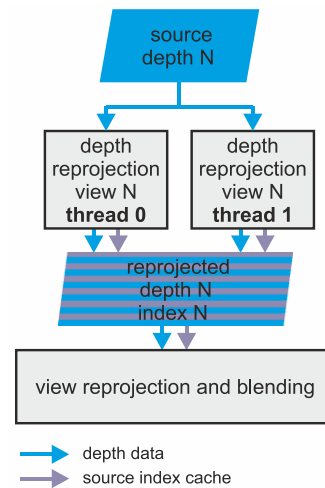 source
depth N
depth
reprojection
view N
thread 0
depth
reprojection
view N
thread 1
reprojected
depth N
index N
view reprojection and blending
depth data
source index cache